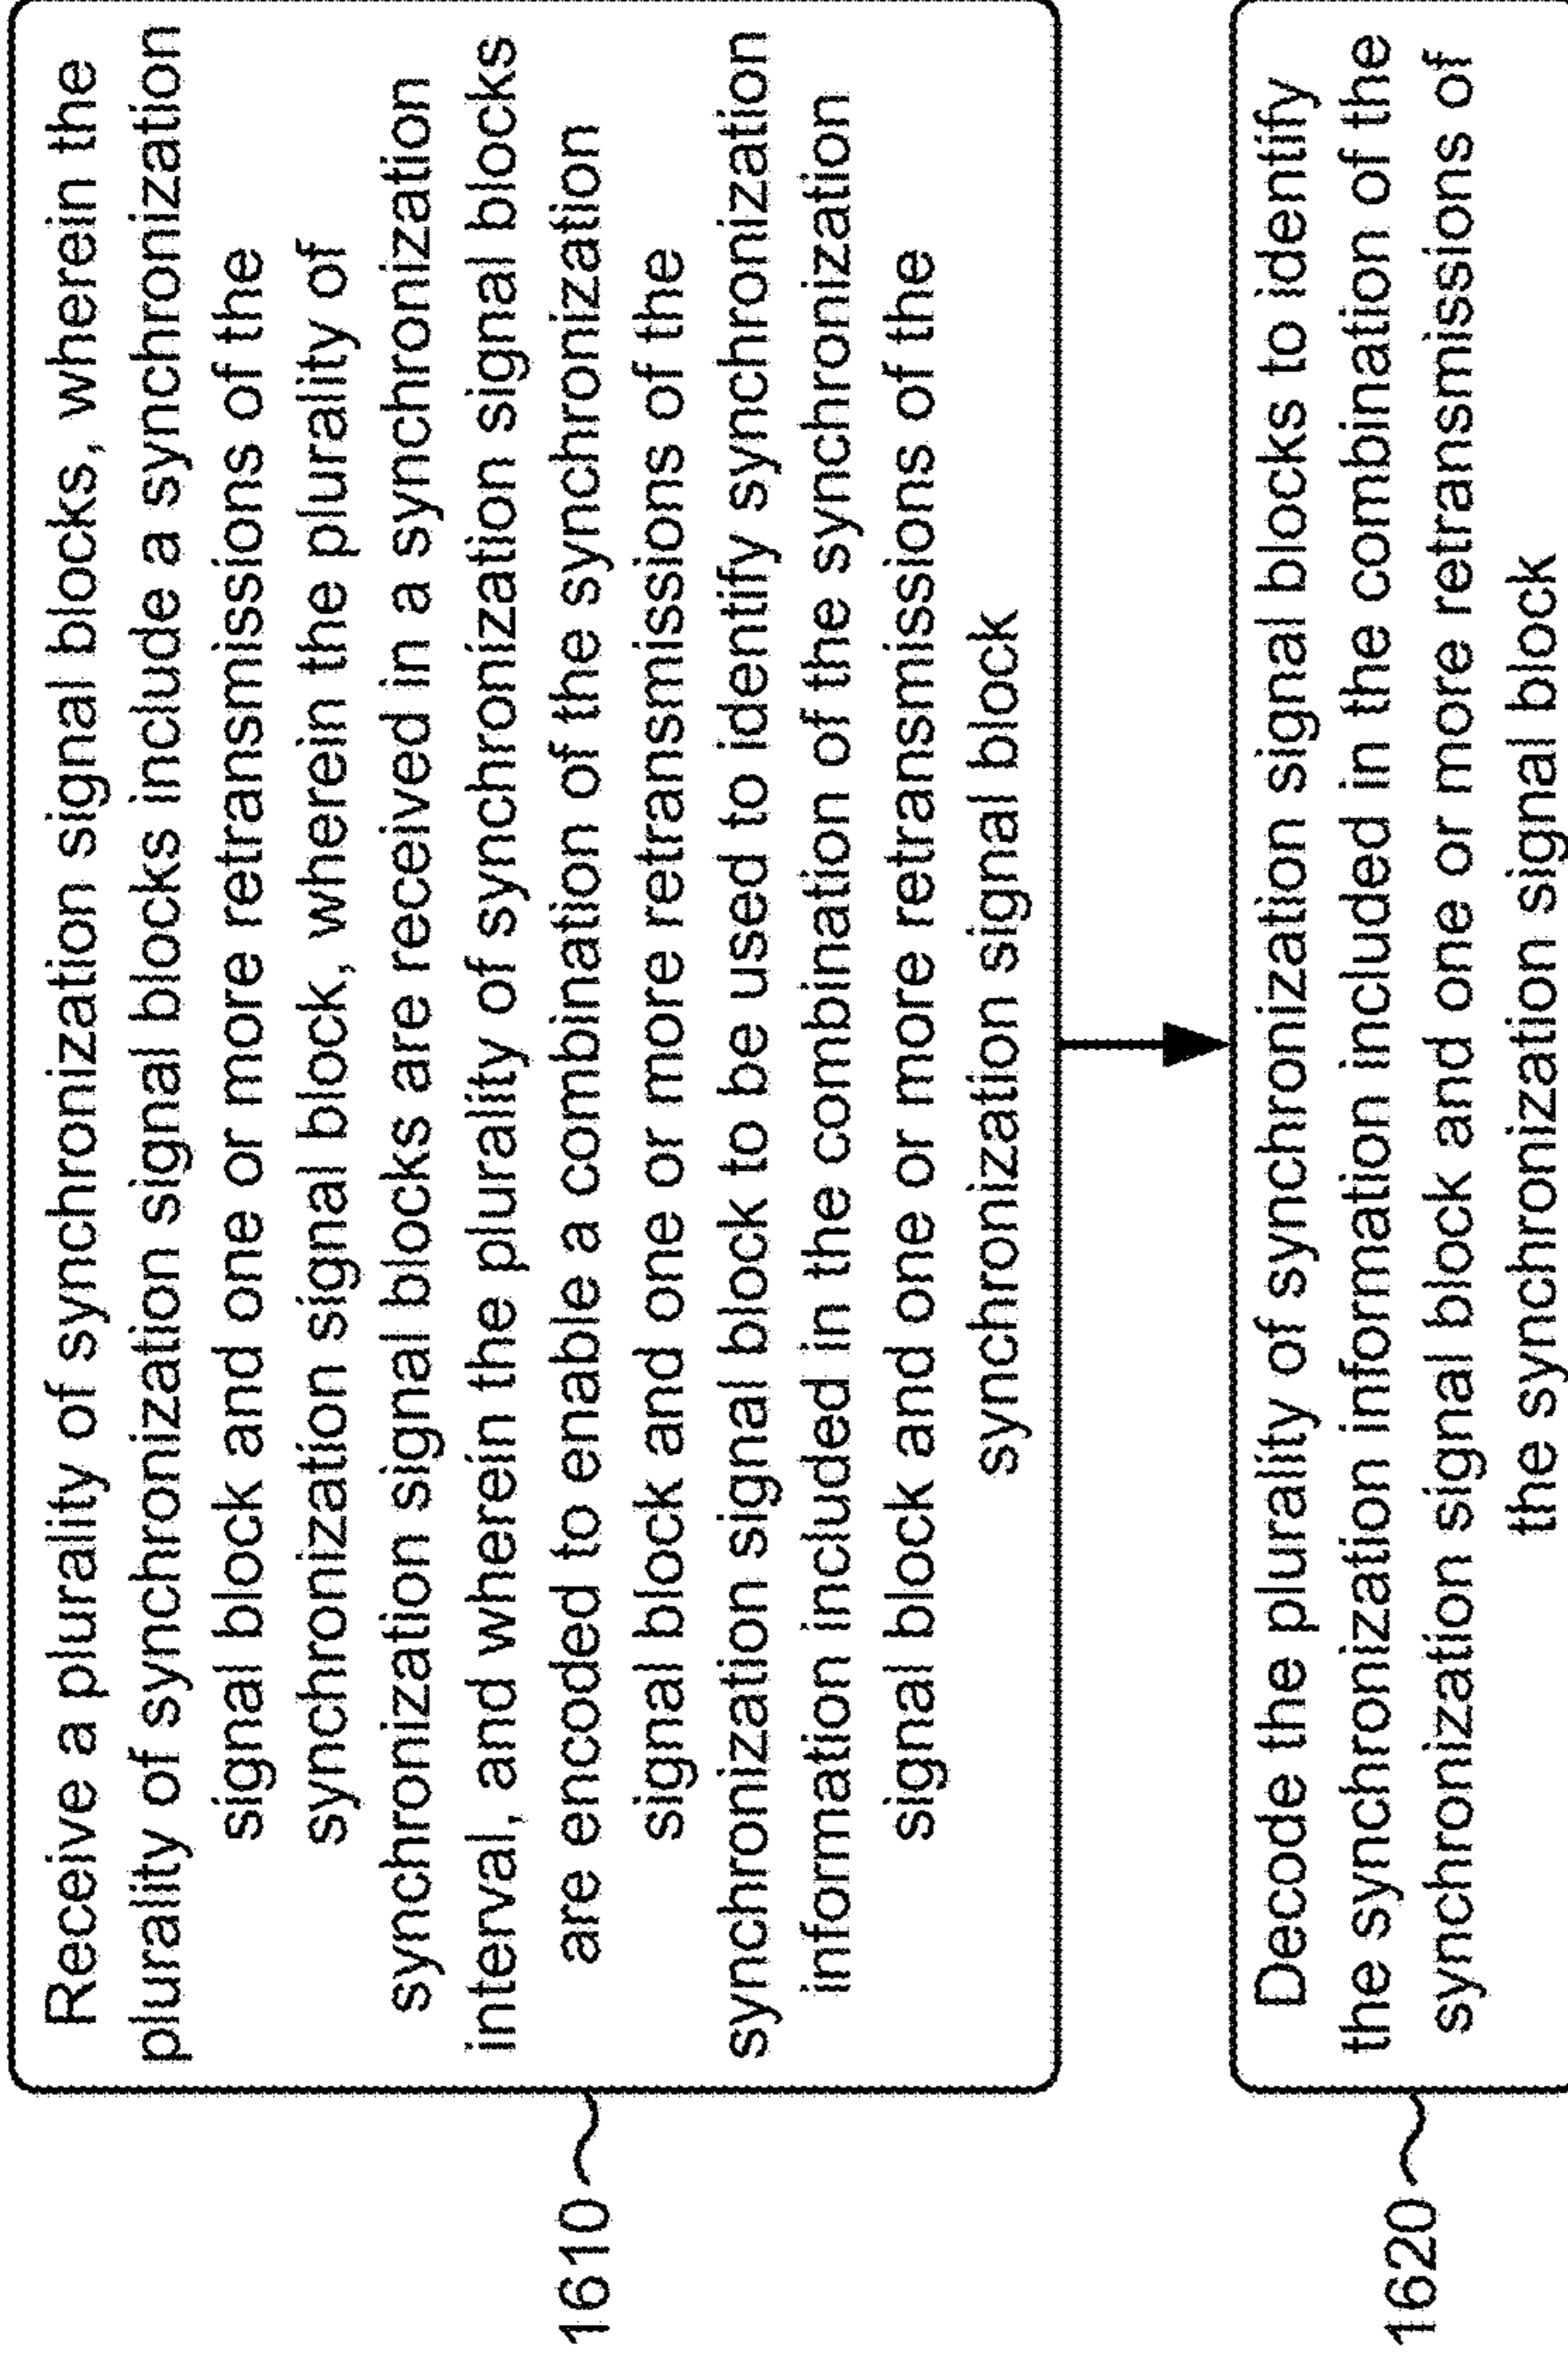 Receive a plurality of synchronization signal blocks, wherein the
plurality of synchronization signal blocks include a synchronization
signal block and one or more retransmissions of the
synchronization signal block, wherein the plurality of
synchronization signal blocks are received in a synchronization
interval, and wherein the plurality of synchronization signal blocks
are encoded to enable a combination of the synchronization
signal block and one or more retransmissions of the
synchronization signal block to be used to identify synchronization
information included in the combination of the synchronization
signal block and one or more retransmissions of the
synchronization signal block
1610
Decode the plurality of synchronization signal blocks to identify
the synchronization information included in the combination of the
synchronization signal block and one or more retransmissions of
the synchronization signal block
1620